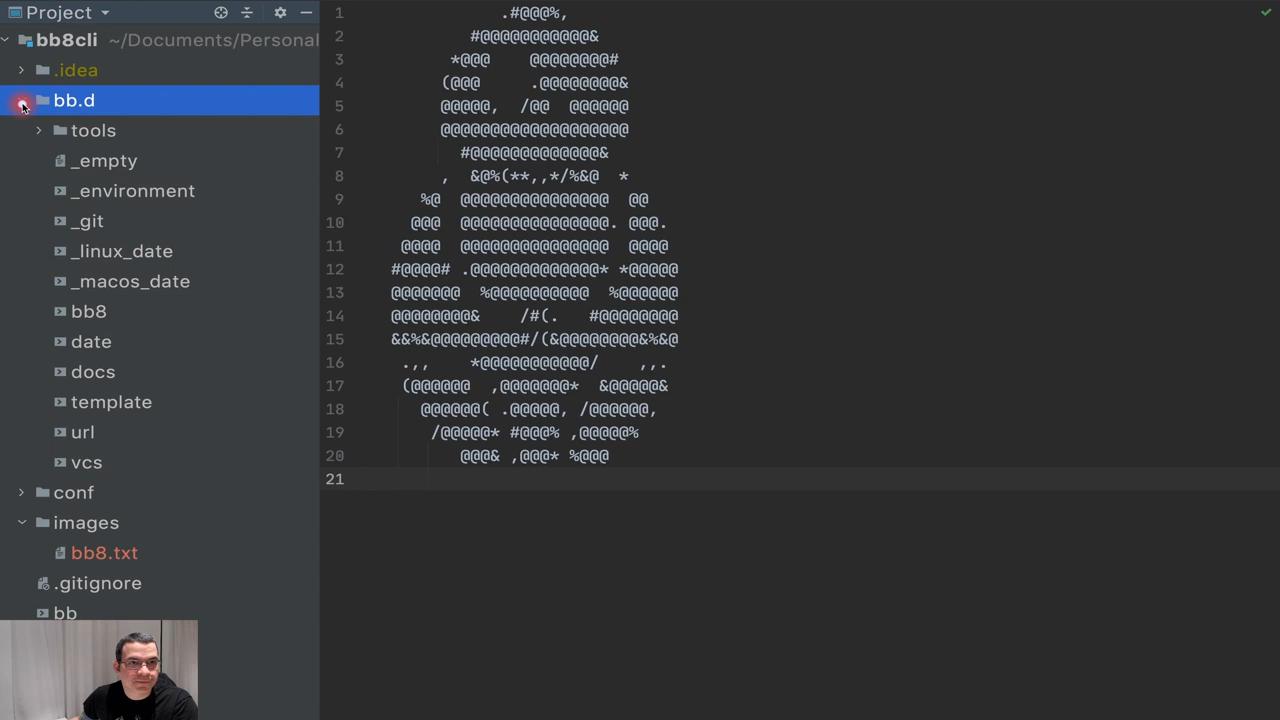 Project
bb8cli ~/Documents/Personal
.idea
bb.d
tools
_empty
_environment
_git
_linux_date
_macos_date
bb8
date
docs
template
url
vcs
conf
images
bb8.txt
.gitignore
bb
1 .#@@@%,
2 #@@@@@@@@@@@&
3 *@@@ @@@@@@@@#
4 (@@@ .@@@@@@@@&
5 @@@@@, /@@ @@@@@@
6 @@@@@@@@@@@@@@@@@@@
7 #@@@@@@@@@@@@@&
8 , &@%(**,,*/%&@ *
9 %@ @@@@@@@@@@@@@@@ @@
10 @@@ @@@@@@@@@@@@@@@. @@@.
11 @@@@ @@@@@@@@@@@@@@@ @@@@
12 #@@@@# .@@@@@@@@@@@@@* *@@@@@
13 @@@@@@@ %@@@@@@@@@@ %@@@@@@
14 @@@@@@@@& /#(. #@@@@@@@@
15 &&%&@@@@@@@@@#/(&@@@@@@@@&%&@
16 .,, *@@@@@@@@@@@/ ,,.
17 (@@@@@@ ,@@@@@@@* &@@@@@&
18 @@@@@@( .@@@@@, /@@@@@@,
19 /@@@@@* #@@@% ,@@@@@%
20 @@@& ,@@@* %@@@
21